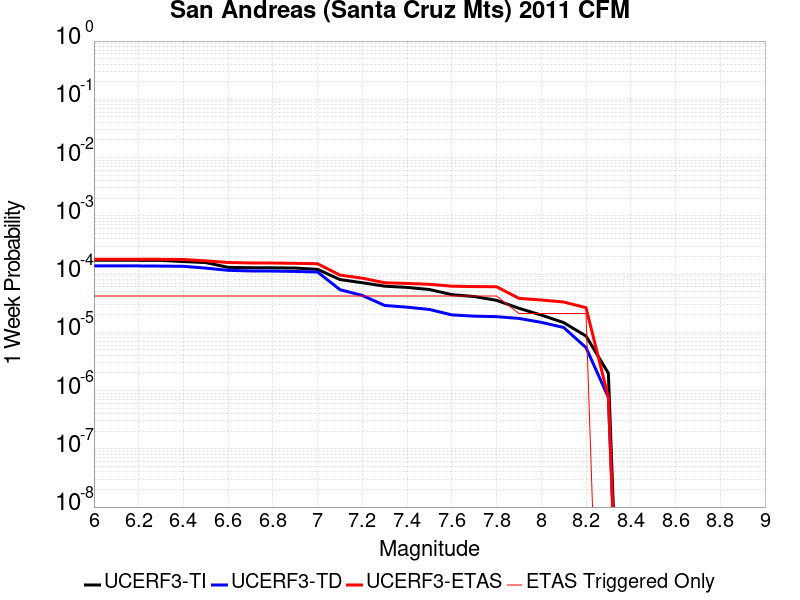 San Andreas (Santa Cruz Mts) 2011 CFM
10 0
10 -1
10 -2
10 -3
10 -4
10 -5
10 -6
10 -7
10 -8
1 Week Probability
6 6.2 6.4 6.6 6.8 7 7.2 7.4 7.6 7.8 8 8.2 8.4 8.6 8.8 9
Magnitude
UCERF3-TI UCERF3-TD UCERF3-ETAS ETAS Triggered Only